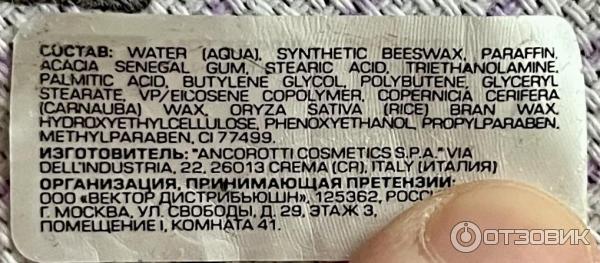 СОСТАВ: WATER (AQUA), SYNTHETIC BEESWAX, PARAFFIN,
ACACIA SENEGAL GUM, STEARIC ACID, TRIETHANOLAMINE,
PALMITIC ACID, BUTYLENE GLYCOL, POLYBUTENE, GLYCERYL
STEARATE, VP/EICOSENE COPOLYMER, COPERNICIA CERIFERA
(CARNAUBA) WAX, ORYZA SATIVA (RICE) BRAN WAX,
HYDROXYETHYLCELLULOSE, PHENOXYETHANOL, PROPYLPARABEN,
METHYLPARABEN, CI 77499.
ИЗГОТОВИТЕЛЬ: "ANCOROTTI COSMETICS S.P.A." VIA
DELL'INDUSTRIA, 22, 26013 CREMA (CR), ITALY (ИТАЛИЯ)
ОРГАНИЗАЦИЯ, ПРИНИМАЮЩАЯ ПРЕТЕНЗИИ:
ООО «ВЕКТОР ДИСТРИБЬЮШН», 125362,
Г. МОСКВА, УЛ. СВОБОДЫ, Д. 29, ЭТАЖ 3,
ПОМЕЩЕНИЕ I, КОМНАТА 41.
ОТЗОВИК